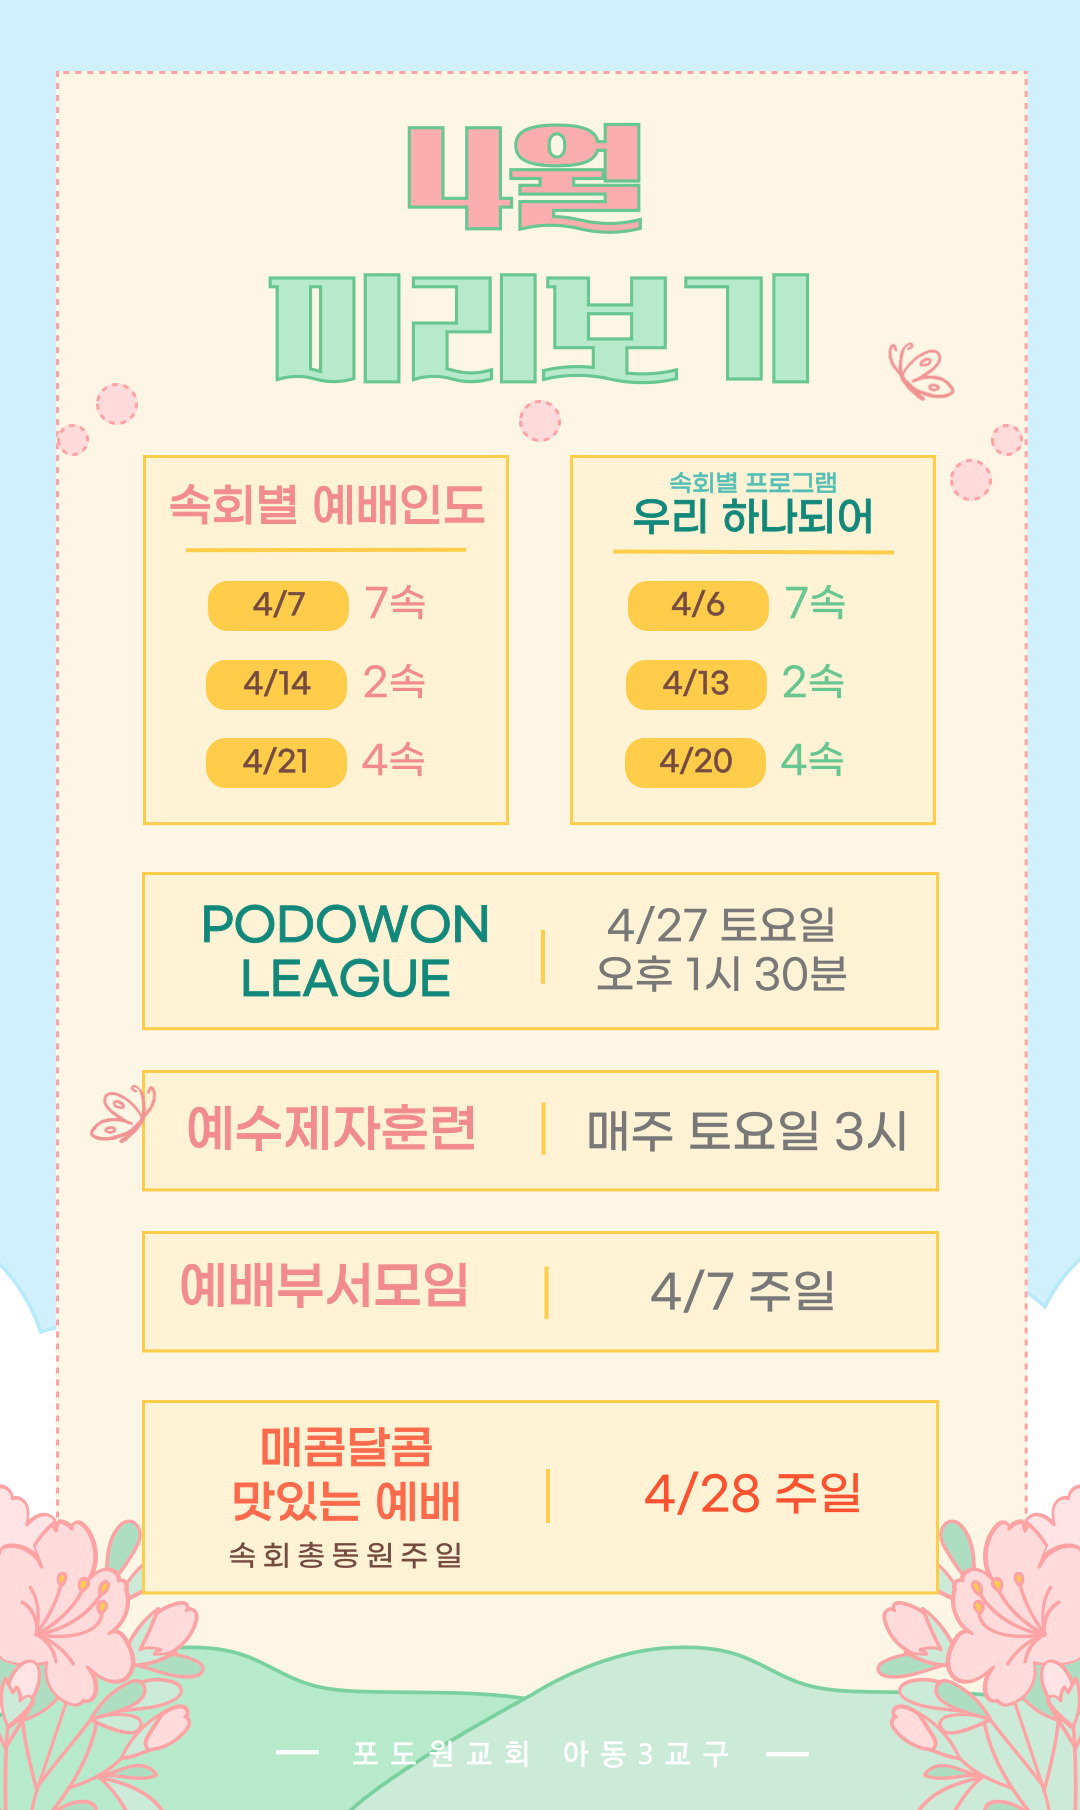 4월
미리보기
속회별 예배인도
4/7 7속
4/14 2속
4/21 4속
속회별 프로그램
우리 하나되어
4/6 7속
4/13 2속
4/20 4속
PODOWON
LEAGUE
4/27 토요일
오후 1시 30분
예수제자훈련
매주 토요일 3시
예배부서모임
4/7 주일
매콤달콤
맛있는 예배
속회총동원주일
4/28 주일
포도원교회 아동3교구